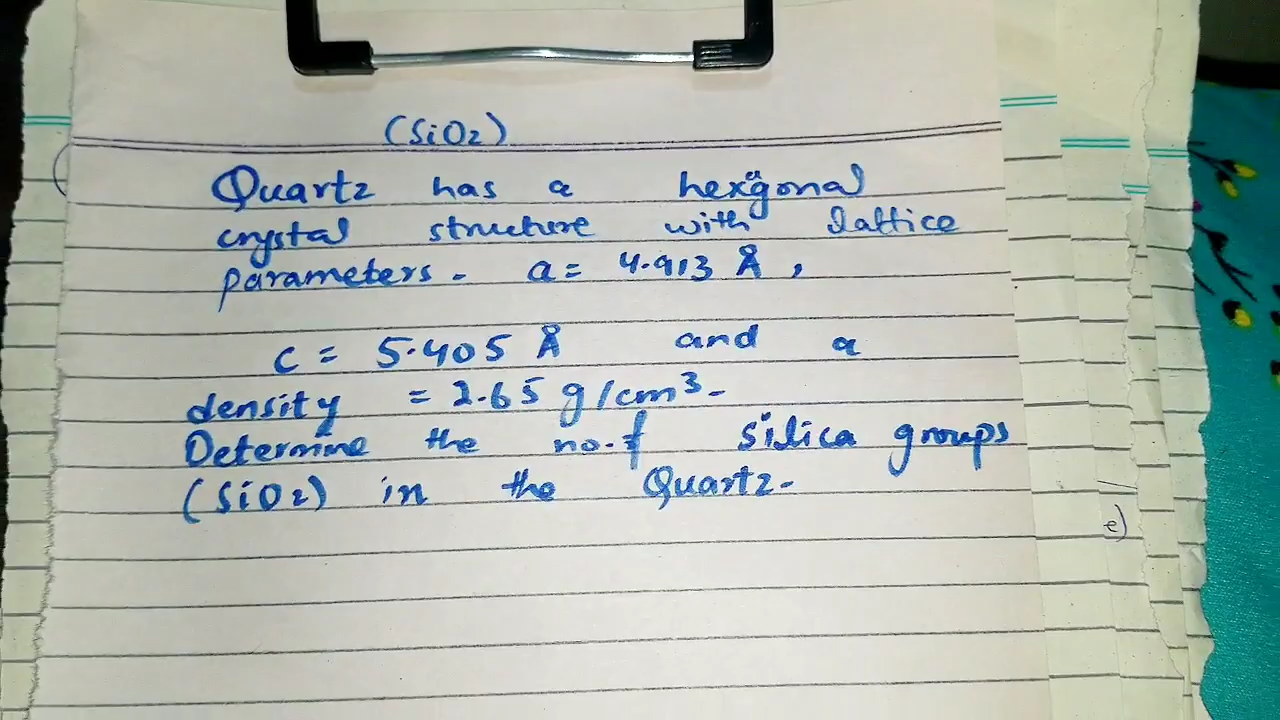 (SiO2)
Quartz has a hexagonal
crystal structure with lattice
parameters. a = 4.913 Å,
c = 5.405 Å and a
density = 2.65 g/cm³.
Determine the no. of silica groups
(SiO2) in the Quartz.
e)